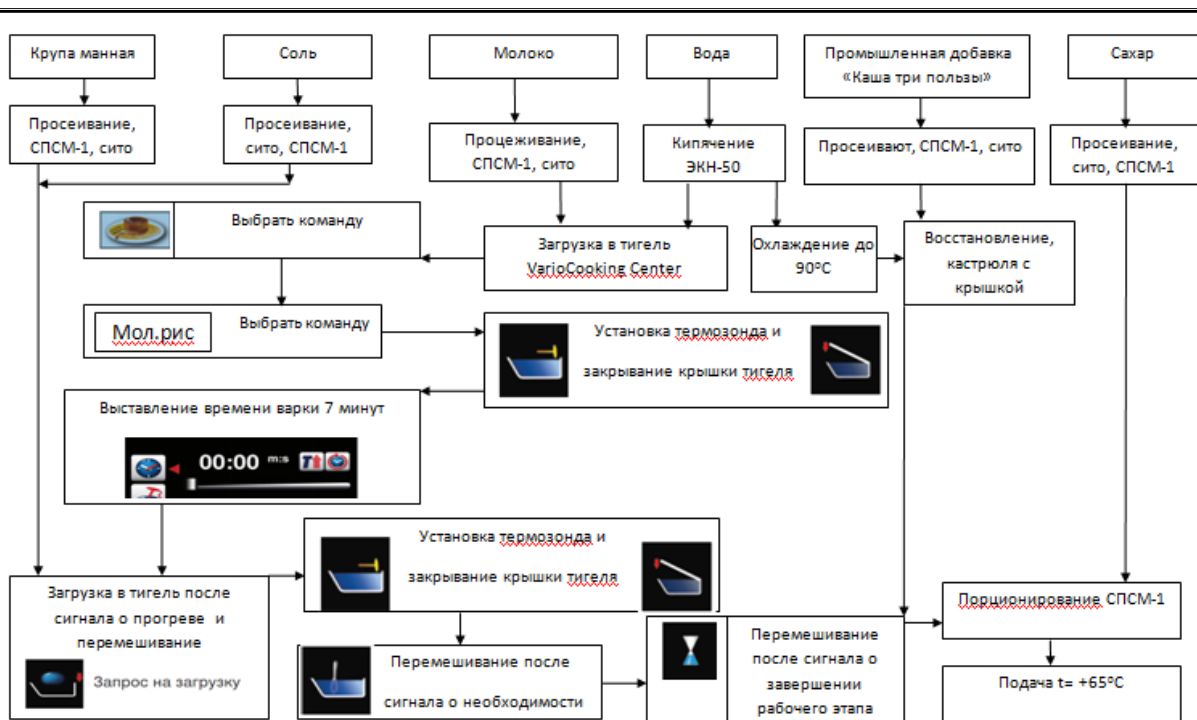 Крупа манная
Соль
Молоко
Вода
Промышленная добавка
«Каша три пользы»
Сахар
Просеивание,
СПСМ-1, сито
Просеивание,
сито, СПСМ-1
Процеживание,
СПСМ-1, сито
Кипячение
ЭКН-50
Просеивают, СПСМ-1, сито
Просеивание,
сито, СПСМ-1
Выбрать команду
Загрузка в тигель
VarioCooking Center
Охлаждение до
90ºС
Восстановление,
кастрюля с
крышкой
Мол.рис
Выбрать команду
Установка термозонда и
закрывание крышки тигеля
Выставление времени варки 7 минут
00:00 m:s
Установка термозонда и
закрывание крышки тигеля
Загрузка в тигель после
сигнала о прогреве и
перемешивание
Запрос на загрузку
Перемешивание после
сигнала о необходимости
Перемешивание
после сигнала о
завершении
рабочего этапа
Порционирование СПСМ-1
Подача t= +65ºС